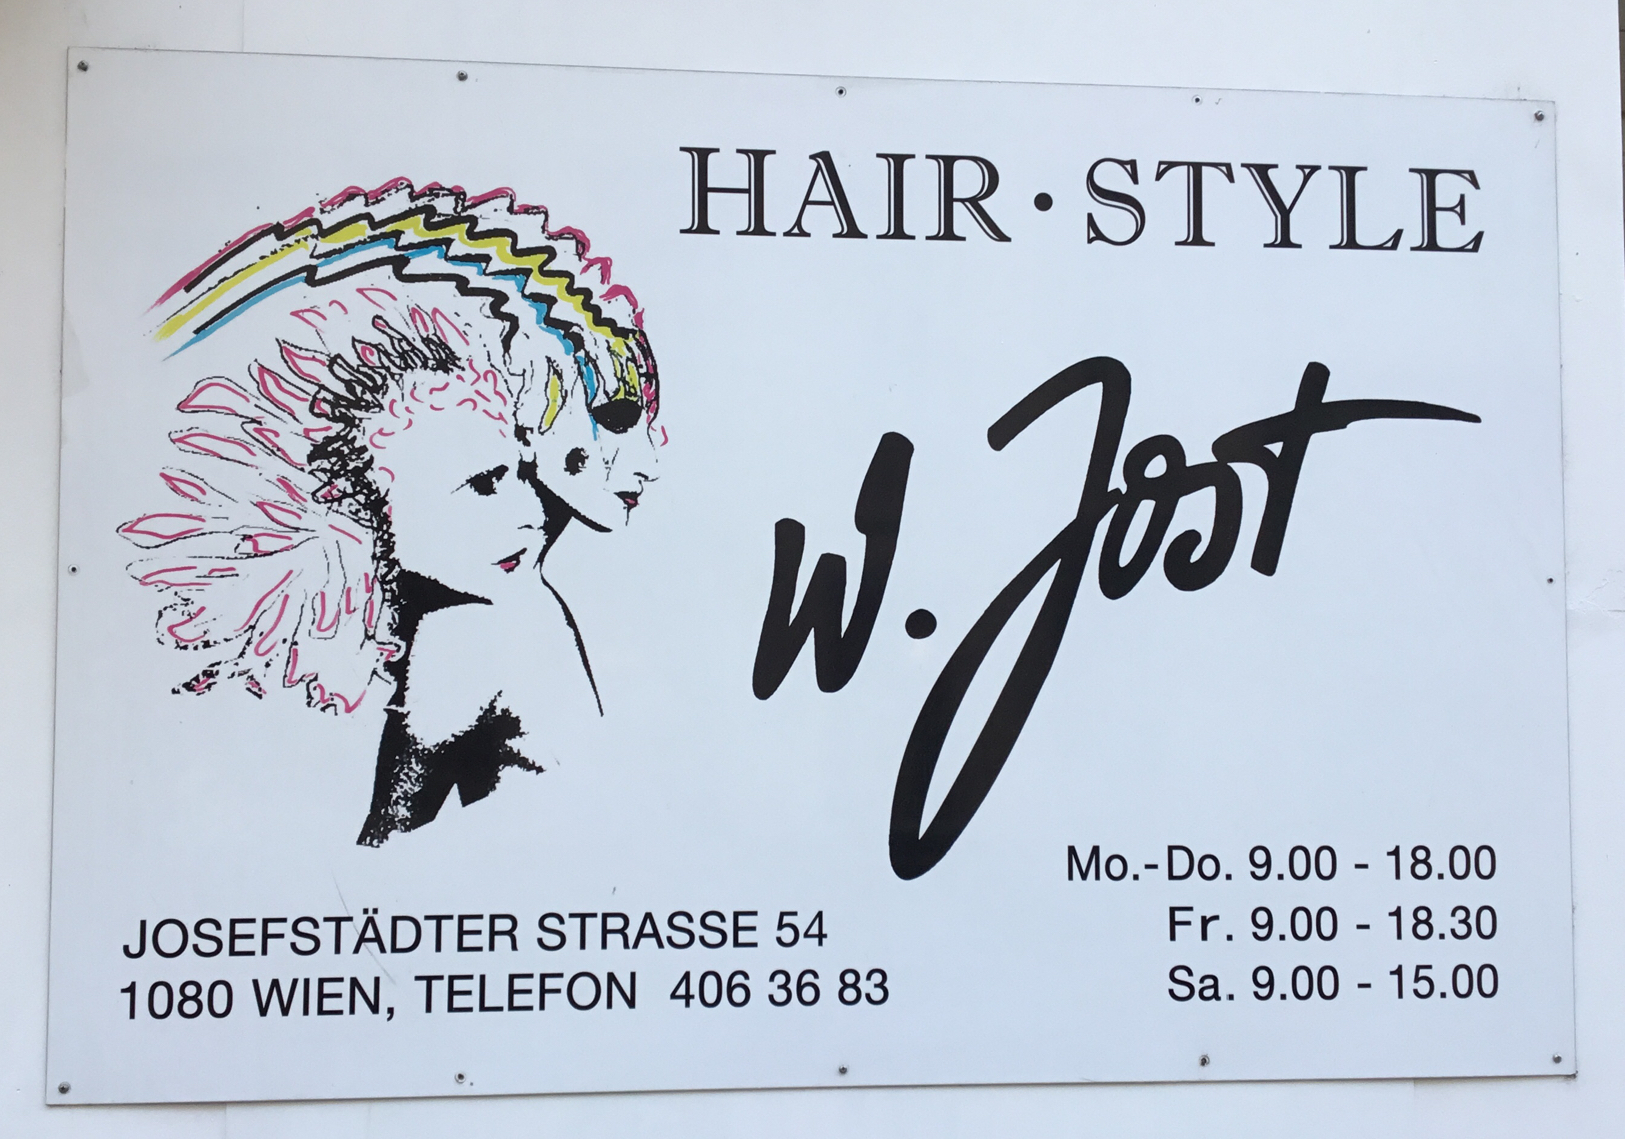 HAIR · STYLE
W. Jost
Mo.-Do. 9.00 - 18.00
Fr. 9.00 - 18.30
Sa. 9.00 - 15.00
JOSEFSTÄDTER STRASSE 54
1080 WIEN, TELEFON 406 36 83